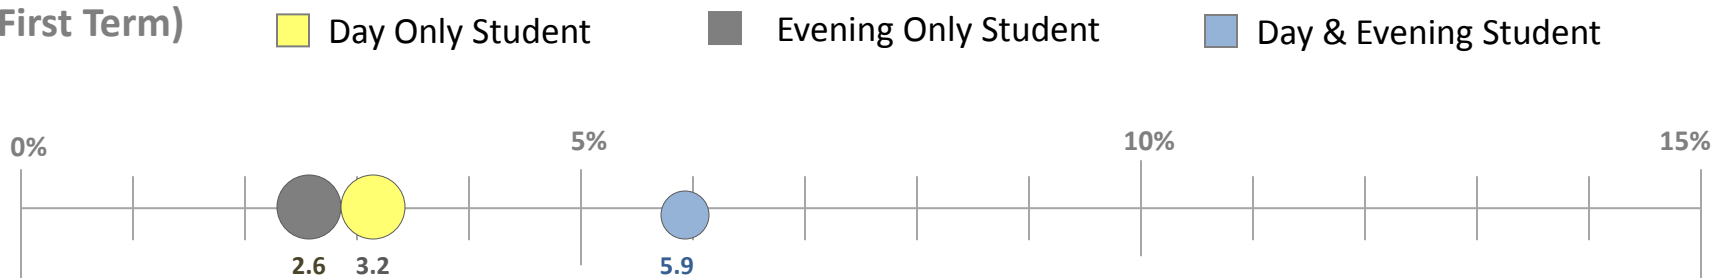 First Term)
Day Only Student
Evening Only Student
Day & Evening Student
0%
5%
10%
15%
2.6
3.2
5.9